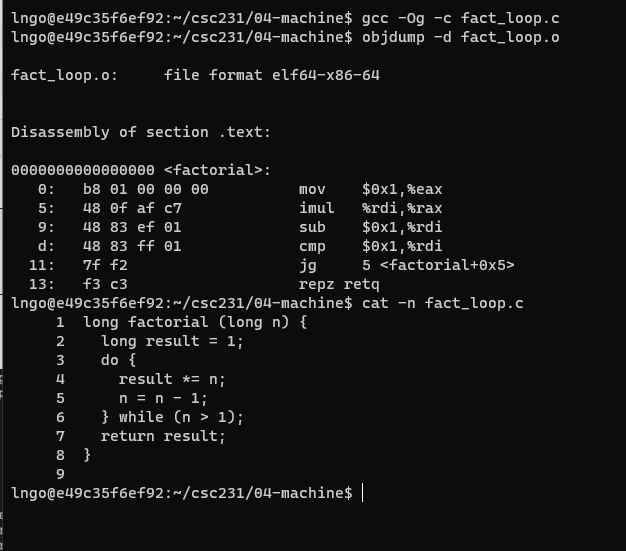 lngo@e49c35f6ef92:~/csc231/04-machine$ gcc -Og -c fact_loop.c
lngo@e49c35f6ef92:~/csc231/04-machine$ objdump -d fact_loop.o
fact_loop.o:     file format elf64-x86-64
Disassembly of section .text:
0000000000000000 <factorial>:
   0:   b8 01 00 00 00          mov    $0x1,%eax
   5:   48 0f af c7             imul   %rdi,%rax
   9:   48 83 ef 01             sub    $0x1,%rdi
   d:   48 83 ff 01             cmp    $0x1,%rdi
  11:   7f f2                   jg     5 <factorial+0x5>
  13:   f3 c3                   repz retq
lngo@e49c35f6ef92:~/csc231/04-machine$ cat -n fact_loop.c
     1  long factorial (long n) {
     2    long result = 1;
     3    do {
     4      result *= n;
     5      n = n - 1;
     6    } while (n > 1);
     7    return result;
     8  }
     9
lngo@e49c35f6ef92:~/csc231/04-machine$